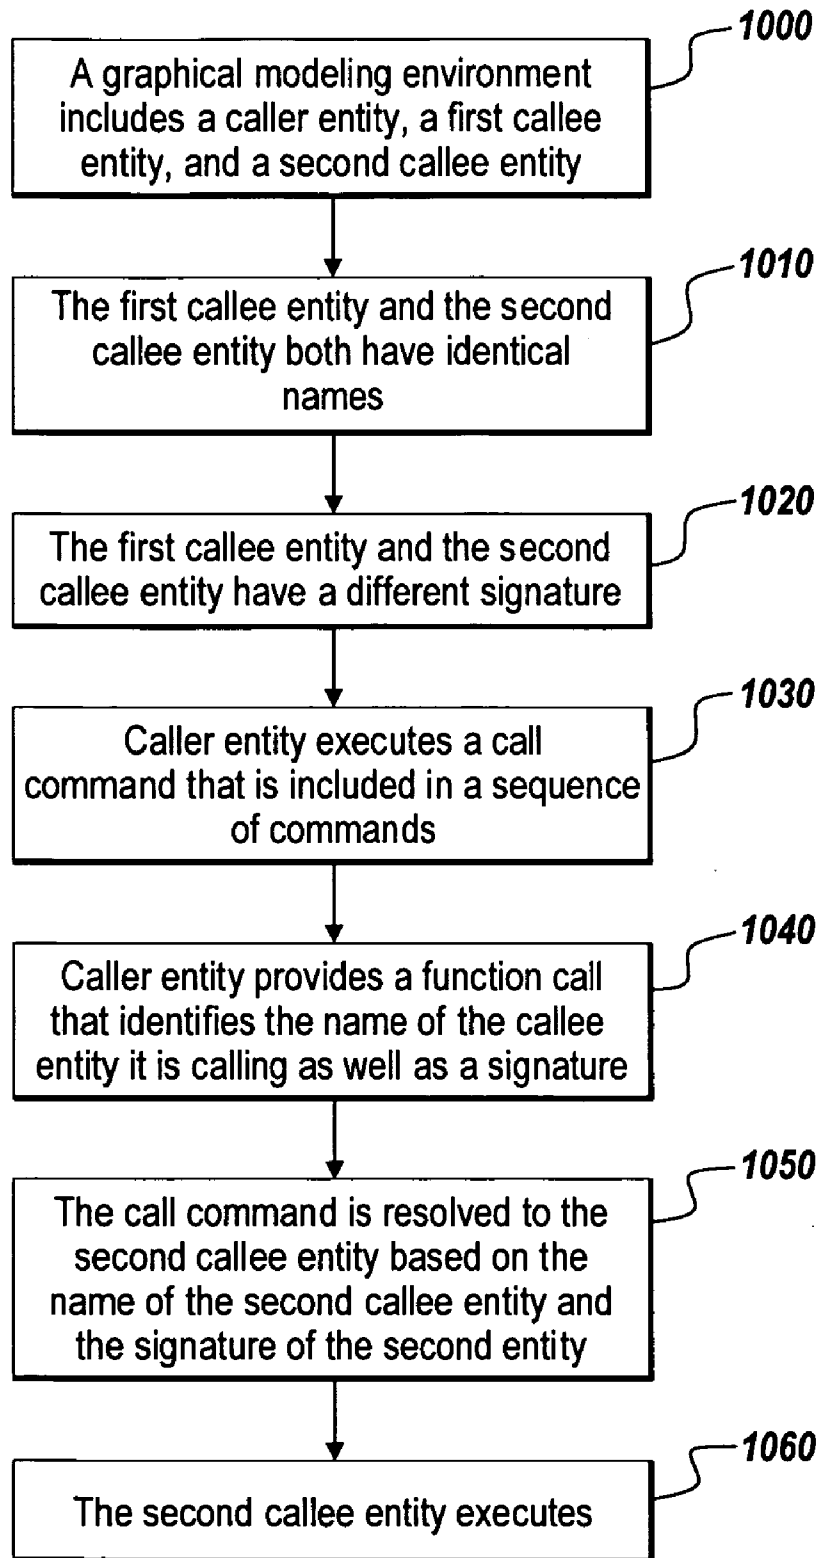 1000
A graphical modeling environment
includes a caller entity, a first callee
entity, and a second callee entity
1010
The first callee entity and the second
callee entity both have identical
names
1020
The first callee entity and the second
callee entity have a different signature
1030
Caller entity executes a call
command that is included in a sequence
of commands
1040
Caller entity provides a function call
that identifies the name of the callee
entity it is calling as well as a signature
1050
The call command is resolved to the
second callee entity based on the
name of the second callee entity and
the signature of the second entity
1060
The second callee entity executes